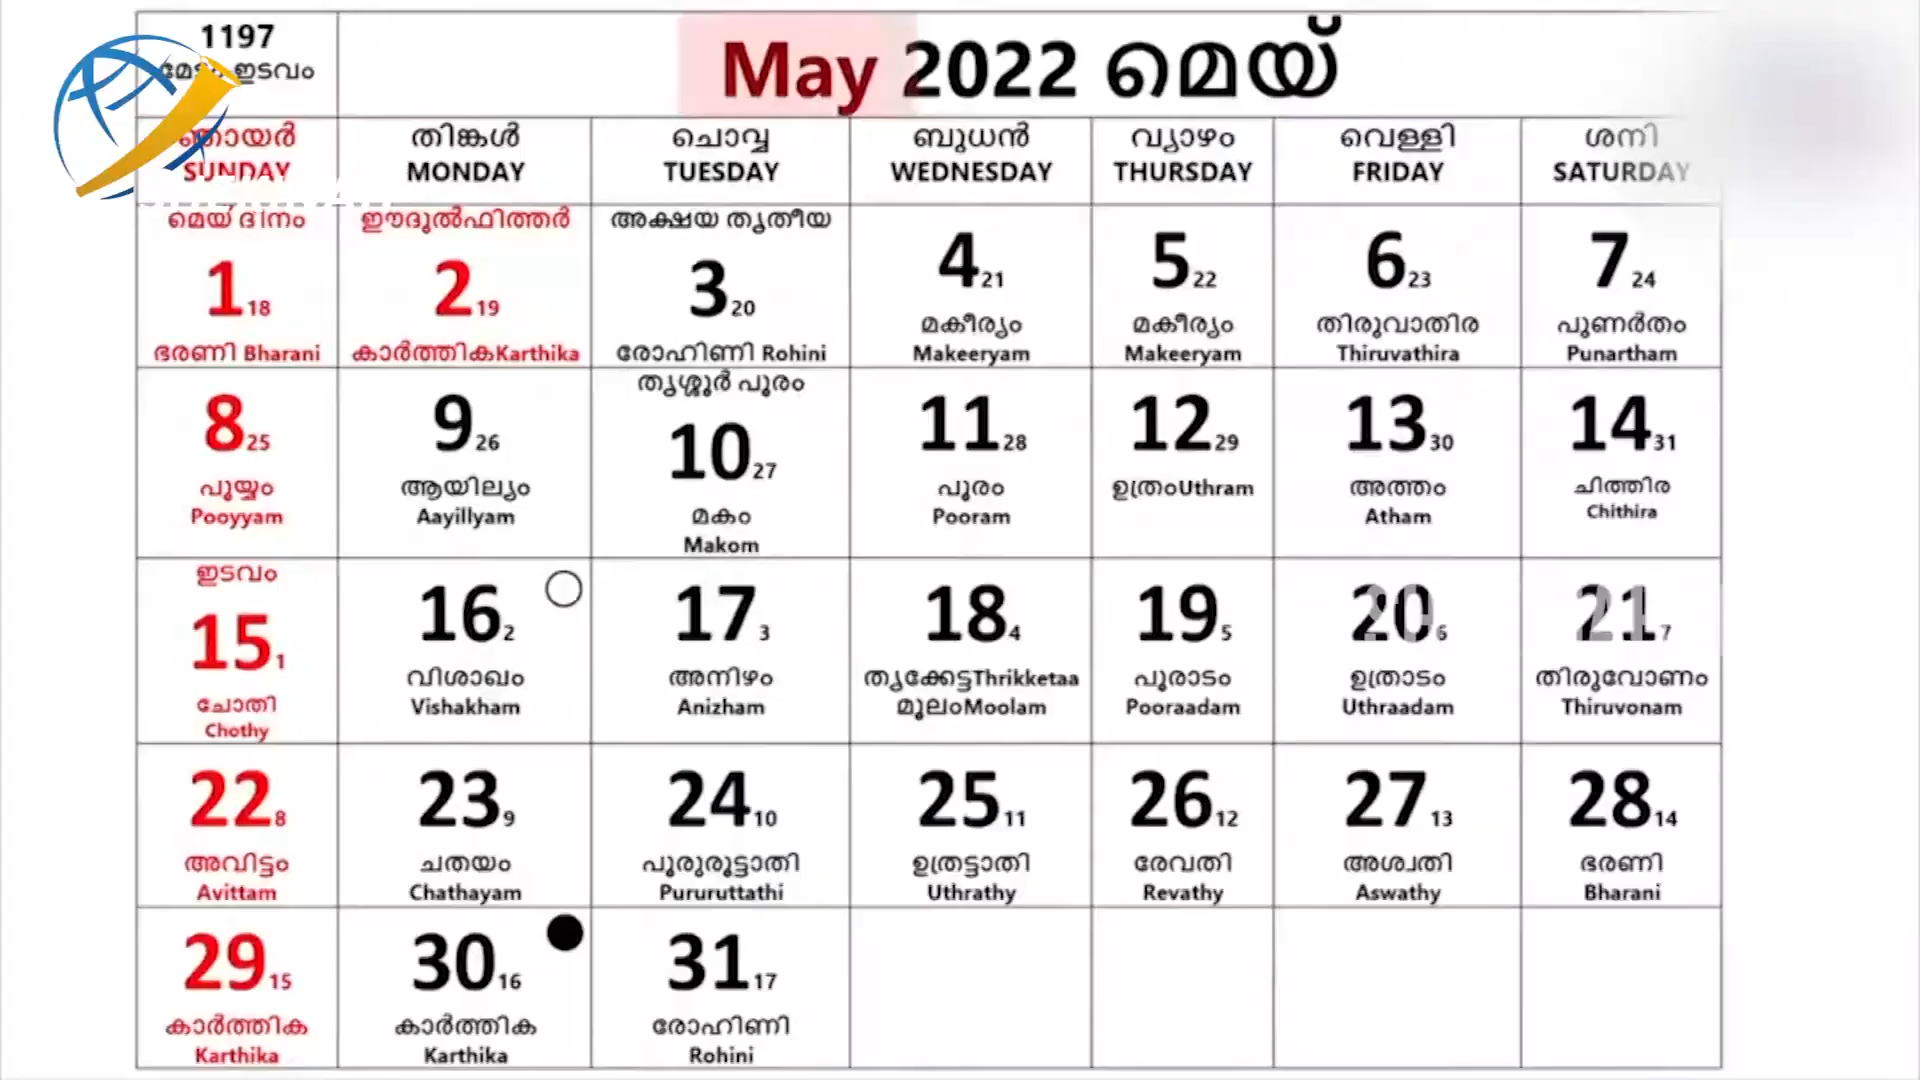 1197
മേടം ഇടവം
May 2022 മെയ്
ഞായർ തിങ്കൾ ചൊവ്വ ബുധൻ വ്യാഴം വെള്ളി ശനി
SUNDAY MONDAY TUESDAY WEDNESDAY THURSDAY FRIDAY SATURDAY
മെയ് ദിനം ഈദുൽഫിത്തർ അക്ഷയ തൃതീയ
1 18 2 19 3 20 4 21 5 22 6 23 7 24
ഭരണി Bharani കാർത്തികKarthika രോഹിണി Rohini മകീര്യം മകീര്യം തിരുവാതിര പുണർതം
Makeeryam Makeeryam Thiruvathira Punartham
തൃശ്ശൂർ പൂരം
8 25 9 26 10 27 11 28 12 29 13 30 14 31
പൂയ്യം ആയില്യം മകം പൂരം ഉത്രംUthram അത്തം ചിത്തിര
Pooyyam Aayillyam Makom Pooram Atham Chithira
ഇടവം
15 1 16 2 17 3 18 4 19 5 20 6 21 7
ചോതി വിശാഖം അനിഴം തൃക്കേട്ടThrikketaa പൂരാടം ഉത്രാടം തിരുവോണം
Chothy Vishakham Anizham മൂലംMoolam Pooraadam Uthraadam Thiruvonam
22 8 23 9 24 10 25 11 26 12 27 13 28 14
അവിട്ടം ചതയം പൂരുരൂട്ടാതി ഉത്രട്ടാതി രേവതി അശ്വതി ഭരണി
Avittam Chathayam Pururuttathi Uthrathy Revathy Aswathy Bharani
29 15 30 16 31 17
കാർത്തിക കാർത്തിക രോഹിണി
Karthika Karthika Rohini